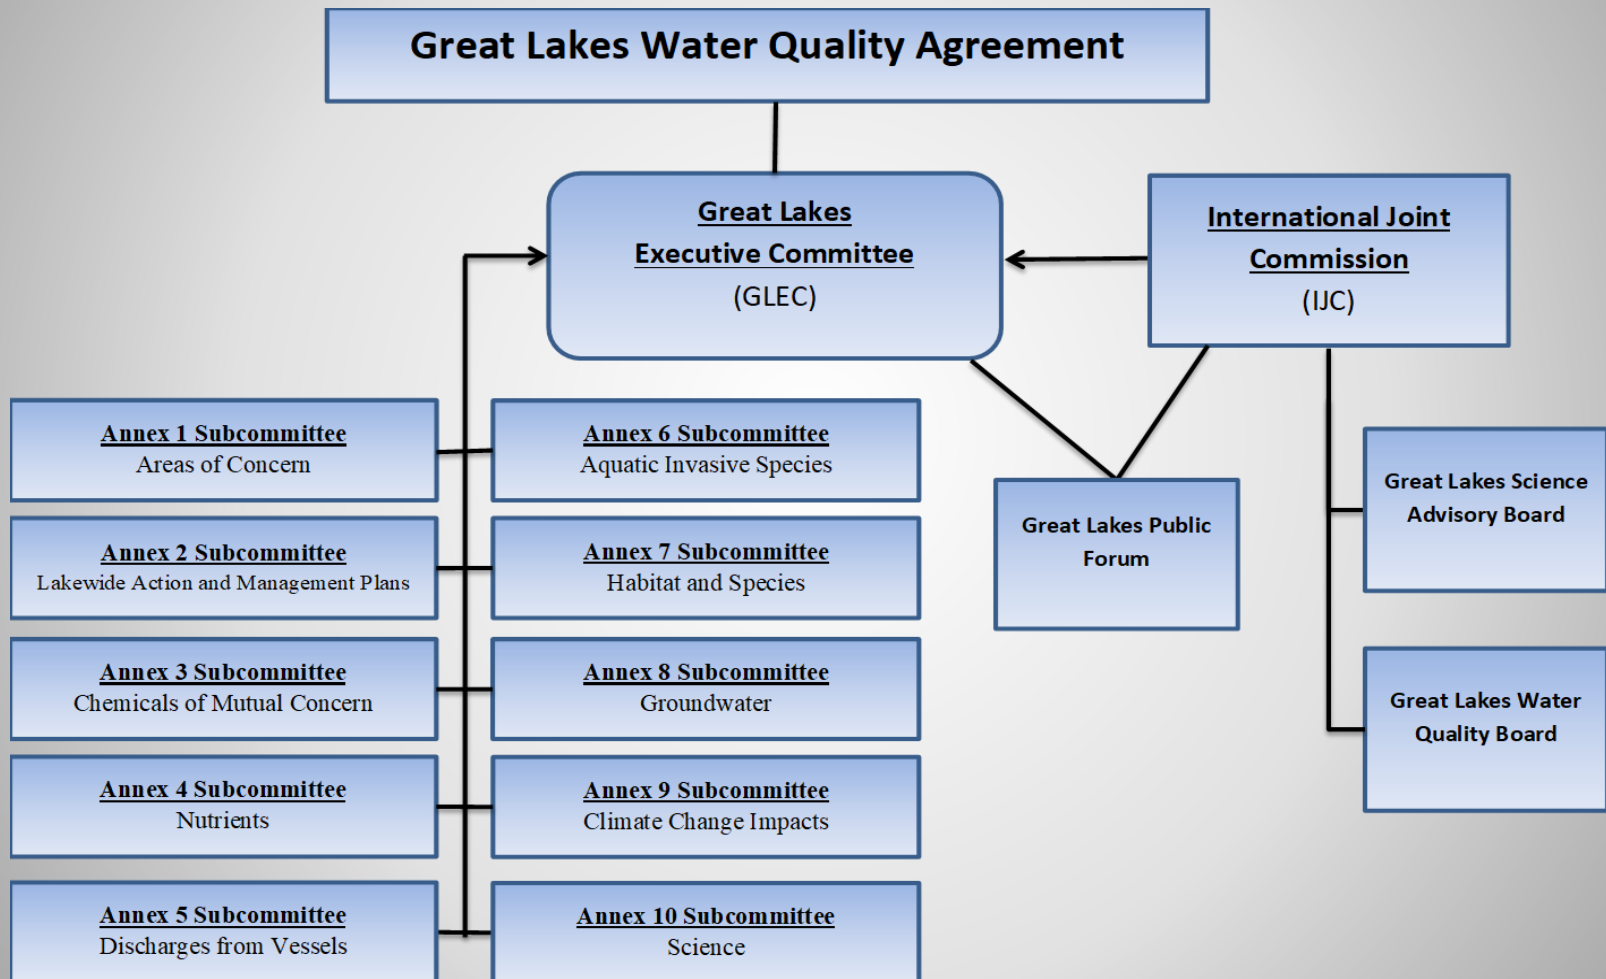 Great Lakes Water Quality Agreement
Great Lakes
Executive Committee
(GLEC)
International Joint
Commission
(IJC)
Annex 1 Subcommittee
Areas of Concern
Annex 6 Subcommittee
Aquatic Invasive Species
Annex 2 Subcommittee
Lakewide Action and Management Plans
Annex 7 Subcommittee
Habitat and Species
Annex 3 Subcommittee
Chemicals of Mutual Concern
Annex 8 Subcommittee
Groundwater
Annex 4 Subcommittee
Nutrients
Annex 9 Subcommittee
Climate Change Impacts
Annex 5 Subcommittee
Discharges from Vessels
Annex 10 Subcommittee
Science
Great Lakes Public
Forum
Great Lakes Science
Advisory Board
Great Lakes Water
Quality Board